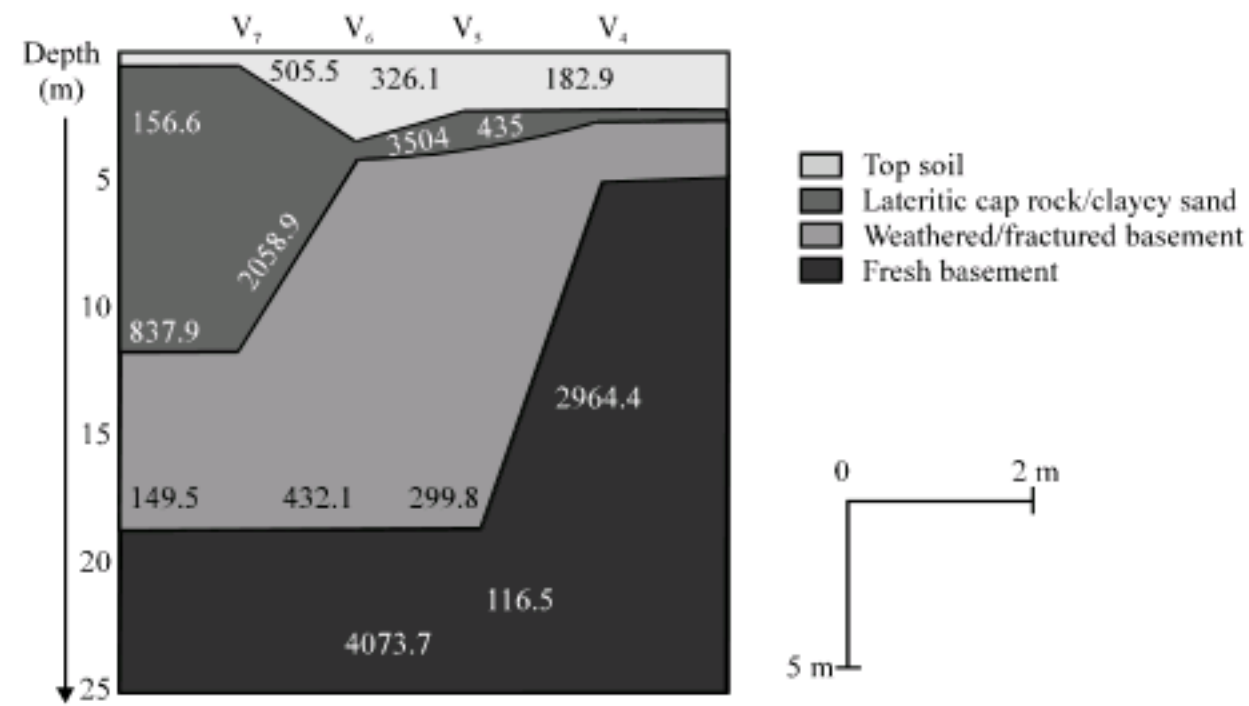 V₇ V₆ V₅ V₄
Depth
(m)
505.5 326.1 182.9
156.6
3504 435
5
2058.9
10
837.9
2964.4
15
149.5 432.1 299.8
20
116.5
4073.7
25
Top soil
Lateritic cap rock/clayey sand
Weathered/fractured basement
Fresh basement
0 2 m
5 m